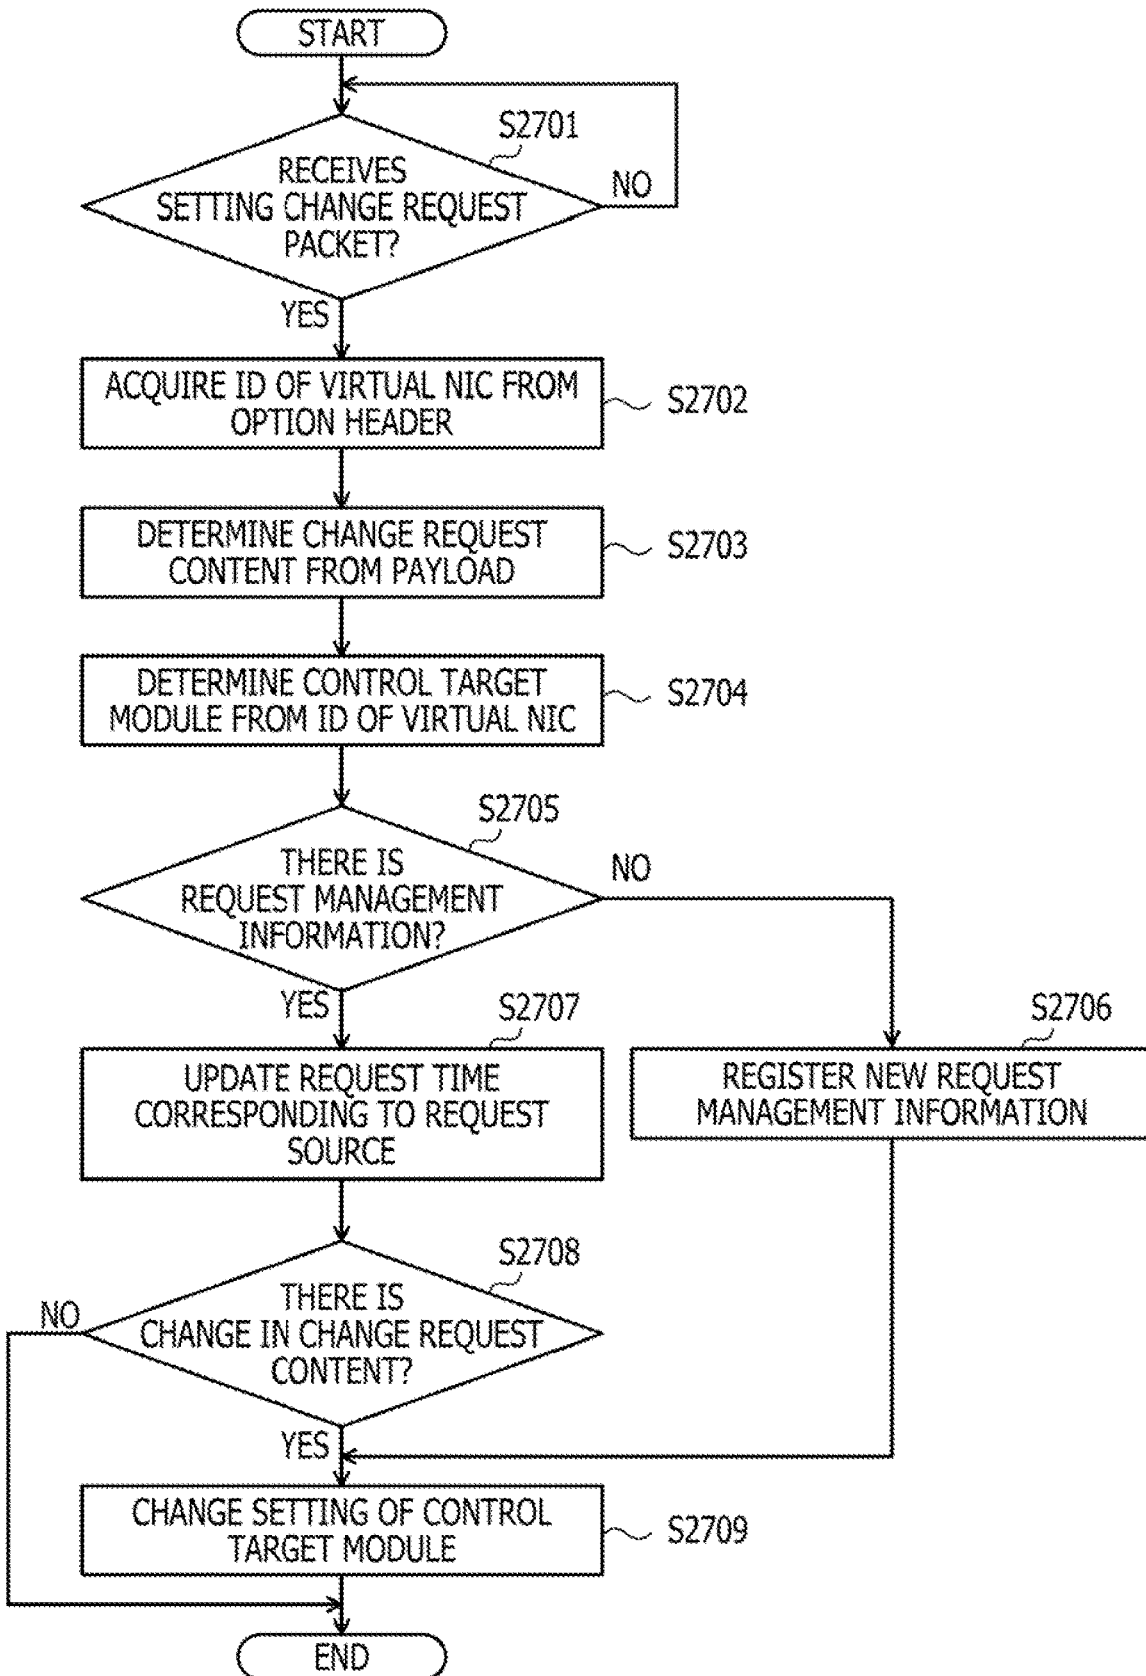 START
S2701
RECEIVES
SETTING CHANGE REQUEST
PACKET?
NO
YES
ACQUIRE ID OF VIRTUAL NIC FROM
OPTION HEADER
S2702
DETERMINE CHANGE REQUEST
CONTENT FROM PAYLOAD
S2703
DETERMINE CONTROL TARGET
MODULE FROM ID OF VIRTUAL NIC
S2704
S2705
THERE IS
REQUEST MANAGEMENT
INFORMATION?
NO
YES
S2707
UPDATE REQUEST TIME
CORRESPONDING TO REQUEST
SOURCE
S2706
REGISTER NEW REQUEST
MANAGEMENT INFORMATION
S2708
THERE IS
CHANGE IN CHANGE REQUEST
CONTENT?
NO
YES
CHANGE SETTING OF CONTROL
TARGET MODULE
S2709
END